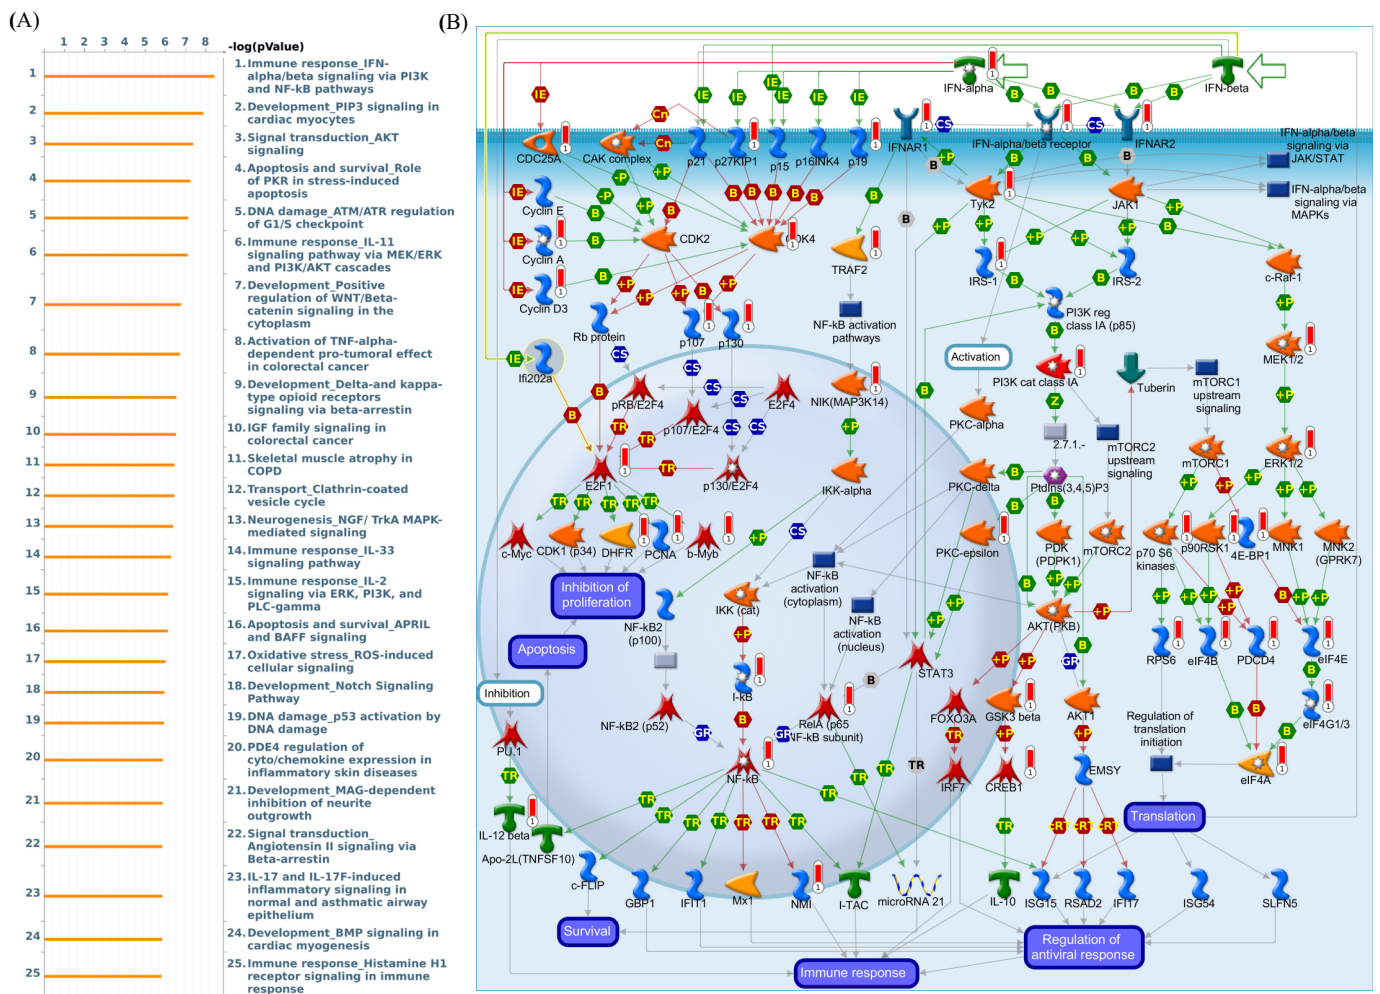 (A)
1 2 3 4 5 6 7 8 -log(pValue)
1 1. Immune response_IFN-
alpha/beta signaling via PI3K
and NF-kB pathways
2 2. Development_PIP3 signaling in
cardiac myocytes
3 3. Signal transduction_AKT
signaling
4 4. Apoptosis and survival_Role
of PKR in stress-induced
apoptosis
5 5. DNA damage_ATM/ATR regulation
of G1/S checkpoint
6 6. Immune response_IL-11
signaling pathway via MEK/ERK
and PI3K/AKT cascades
7 7. Development_Positive
regulation of WNT/Beta-
catenin signaling in the
cytoplasm
8 8. Activation of TNF-alpha-
dependent pro-tumoral effect
in colorectal cancer
9 9. Development_Delta-and kappa-
type opioid receptors
signaling via beta-arrestin
10 10. IGF family signaling in
colorectal cancer
11 11. Skeletal muscle atrophy in
COPD
12 12. Transport_Clathrin-coated
vesicle cycle
13 13. Neurogenesis_NGF/ TrkA MAPK-
mediated signaling
14 14. Immune response_IL-33
signaling pathway
15 15. Immune response_IL-2
signaling via ERK, PI3K, and
PLC-gamma
16 16. Apoptosis and survival_APRIL
and BAFF signaling
17 17. Oxidative stress_ROS-induced
cellular signaling
18 18. Development_Notch Signaling
Pathway
19 19. DNA damage_p53 activation by
DNA damage
20 20. PDE4 regulation of
cyto/chemokine expression in
inflammatory skin diseases
21 21. Development_MAG-dependent
inhibition of neurite
outgrowth
22 22. Signal transduction_
Angiotensin II signaling via
Beta-arrestin
23 23. IL-17 and IL-17F-induced
inflammatory signaling in
normal and asthmatic airway
epithelium
24 24. Development_BMP signaling in
cardiac myogenesis
25 25. Immune response_Histamine H1
receptor signaling in immune
response
(B)
IFN-alpha
IFN-beta
CDC25A
CAK complex
p21
p27KIP1
p15
p16INK4
p19
IFNAR1
IFN-alpha/beta receptor
IFNAR2
IFN-alpha/beta
signaling via
JAK/STAT
IFN-alpha/beta
signaling via
MAPKs
Tyk2
JAK1
Cyclin E
Cyclin A
Cyclin D3
CDK2
TRAF2
IRS-1
IRS-2
c-Raf-1
Rb protein
p107
p130
NF-kB activation
pathways
PI3K reg
class IA (p85)
Activation
MEK1/2
Ifi202a
pRB/E2F4
p107/E2F4
E2F4
NIK(MAP3K14)
PI3K cat class IA
Tuberin
mTORC1
upstream
signaling
PKC-alpha
2.7.1.-
mTORC2
upstream
signaling
mTORC1
ERK1/2
E2F1
p130/E2F4
IKK-alpha
PKC-delta
PtdIns(3,4,5)P3
c-Myc
CDK1 (p34)
DHFR
PCNA
b-Myb
PKC-epsilon
PDK
(PDPK1)
mTORC2
p70 S6
kinases
p90RSK1
4E-BP1
MNK1
MNK2
(GPRK7)
Inhibition of
proliferation
NF-kB
activation
(cytoplasm)
IKK (cat)
NF-kB
activation
(nucleus)
AKT(PKB)
NF-kB2
(p100)
Apoptosis
RPS6
eIF4B
PDCD4
eIF4E
STAT3
I-kB
Inhibition
NF-kB2 (p52)
RelA (p65
NF-kB subunit)
FOXO3A
GSK3 beta
AKT1
eIF4G1/3
Regulation of
translation
initiation
PU.1
NF-kB
IRF7
CREB1
EMSY
eIF4A
IL-12 beta
Apo-2L(TNFSF10)
Translation
c-FLIP
GBP1
IFIT1
Mx1
NMI
I-TAC
microRNA 21
IL-10
ISG15
RSAD2
IFI17
ISG54
SLFN5
Survival
Regulation of
antiviral response
Immune response